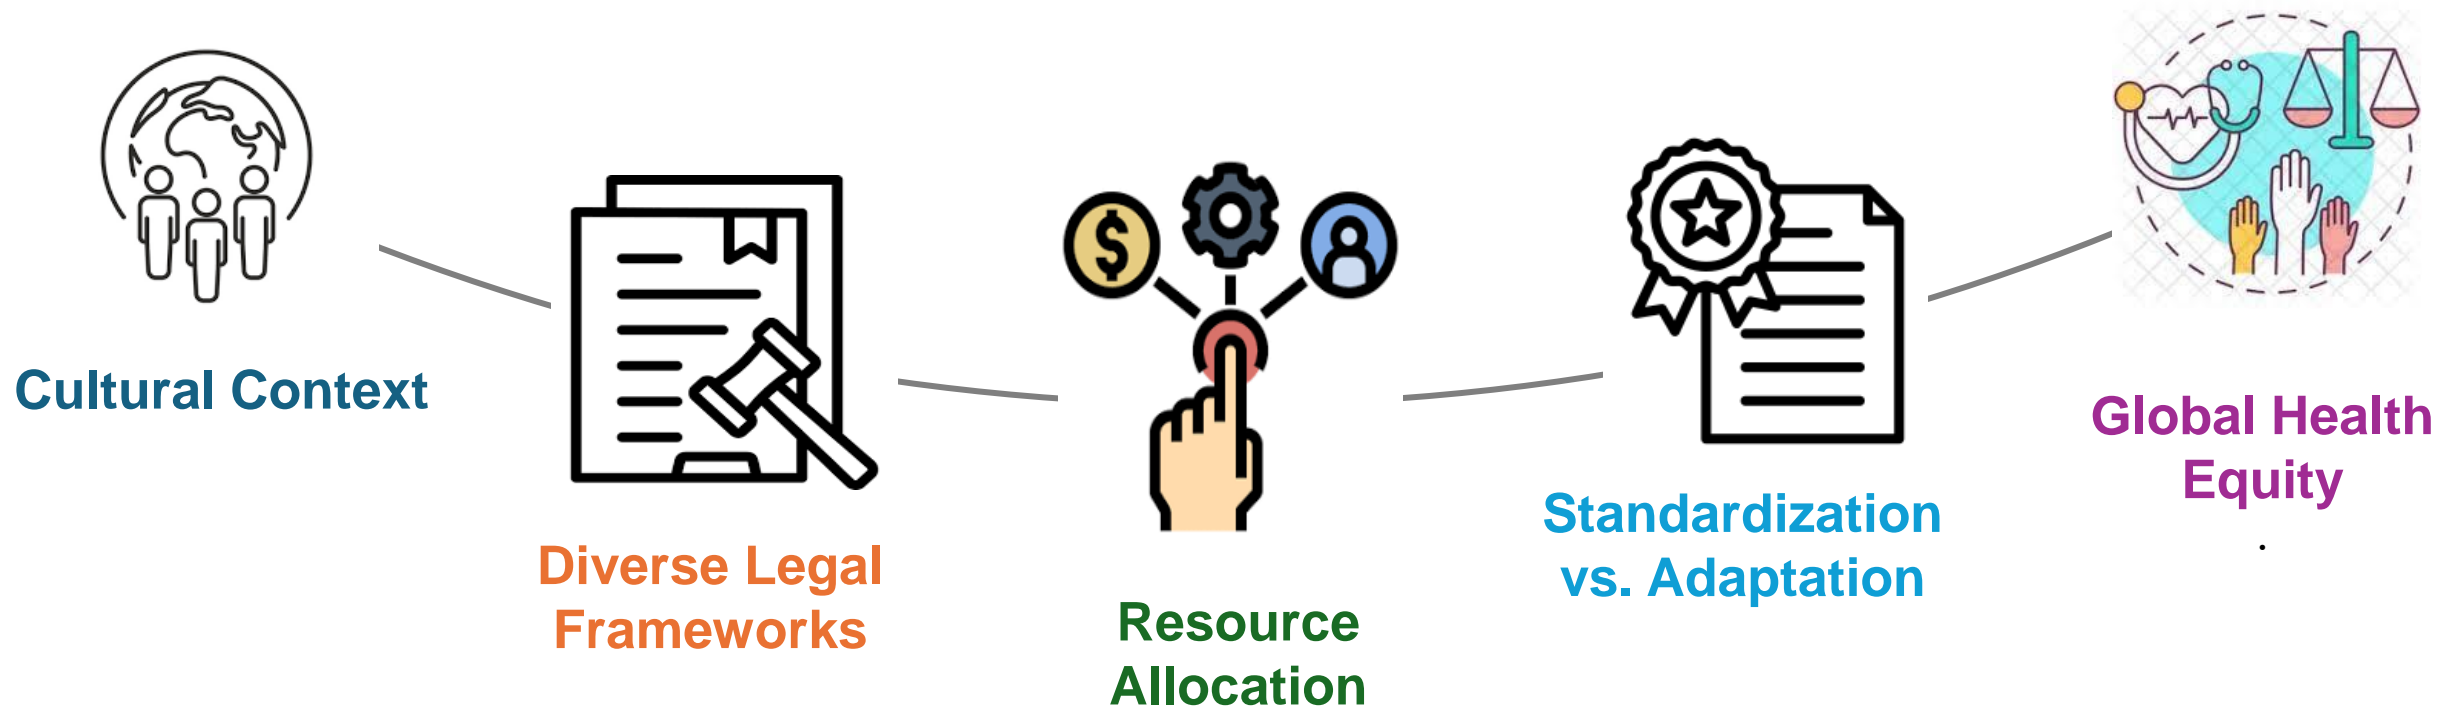 Cultural Context
Diverse Legal
Frameworks
$
Resource
Allocation
Standardization
vs. Adaptation
Global Health
Equity
.